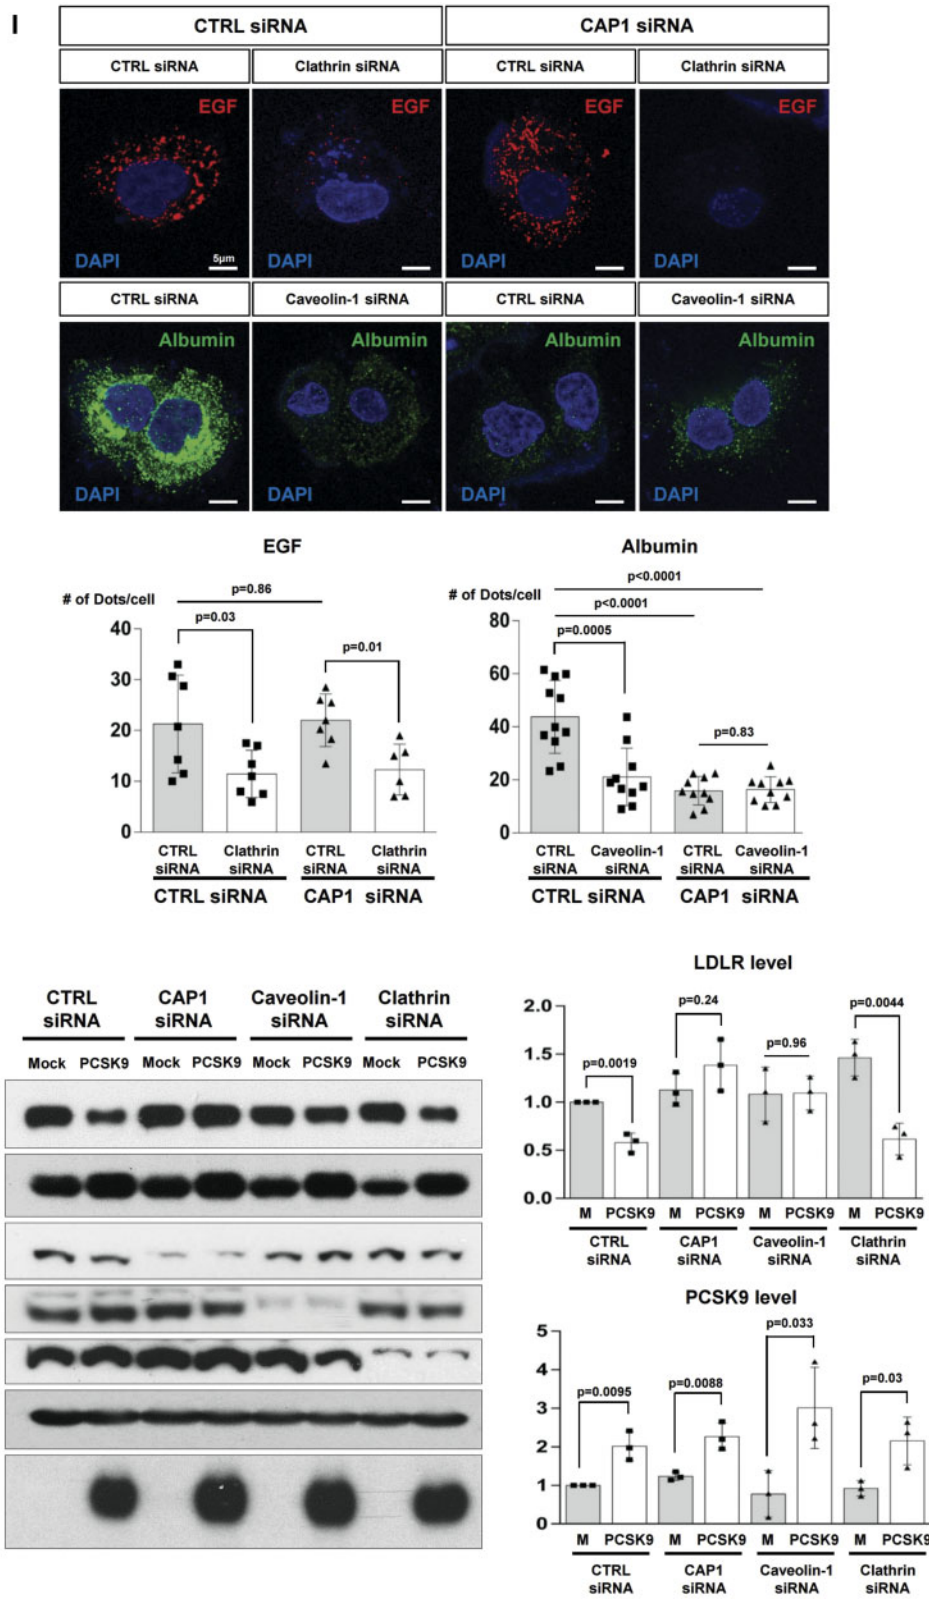 I
CTRL siRNA CAP1 siRNA
CTRL siRNA Clathrin siRNA CTRL siRNA Clathrin siRNA
EGF EGF EGF EGF
DAPI 5µm DAPI DAPI DAPI
CTRL siRNA Caveolin-1 siRNA CTRL siRNA Caveolin-1 siRNA
Albumin Albumin Albumin Albumin
DAPI DAPI DAPI DAPI
EGF
# of Dots/cell
p=0.86
p=0.03
p=0.01
40
30
20
10
0
CTRL siRNA Clathrin siRNA CTRL siRNA Clathrin siRNA
CTRL siRNA CAP1 siRNA
Albumin
# of Dots/cell
p<0.0001
p<0.0001
p=0.0005
p=0.83
80
60
40
20
0
CTRL siRNA Caveolin-1 siRNA CTRL siRNA Caveolin-1 siRNA
CTRL siRNA CAP1 siRNA
CTRL siRNA CAP1 siRNA Caveolin-1 siRNA Clathrin siRNA
Mock PCSK9 Mock PCSK9 Mock PCSK9 Mock PCSK9
LDLR level
p=0.24
p=0.0044
p=0.96
p=0.0019
2.0
1.5
1.0
0.5
0.0
M PCSK9 M PCSK9 M PCSK9 M PCSK9
CTRL siRNA CAP1 siRNA Caveolin-1 siRNA Clathrin siRNA
PCSK9 level
p=0.033
p=0.0095
p=0.0088
p=0.03
5
4
3
2
1
0
M PCSK9 M PCSK9 M PCSK9 M PCSK9
CTRL siRNA CAP1 siRNA Caveolin-1 siRNA Clathrin siRNA